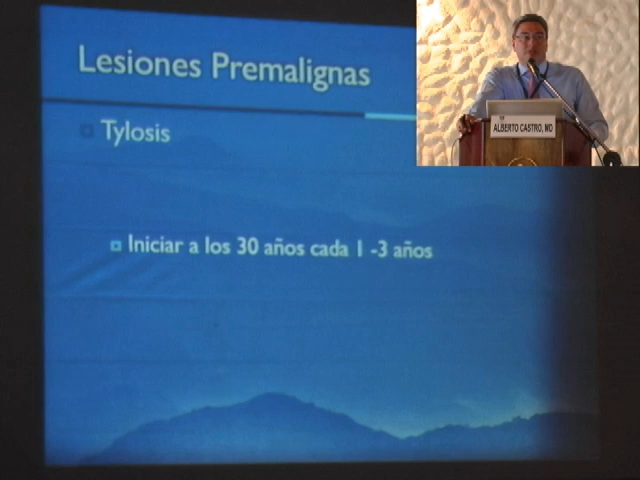 Lesiones Premalignas
Tylosis
Iniciar a los 30 años cada 1 -3 años
ALBERTO CASTRO, MD